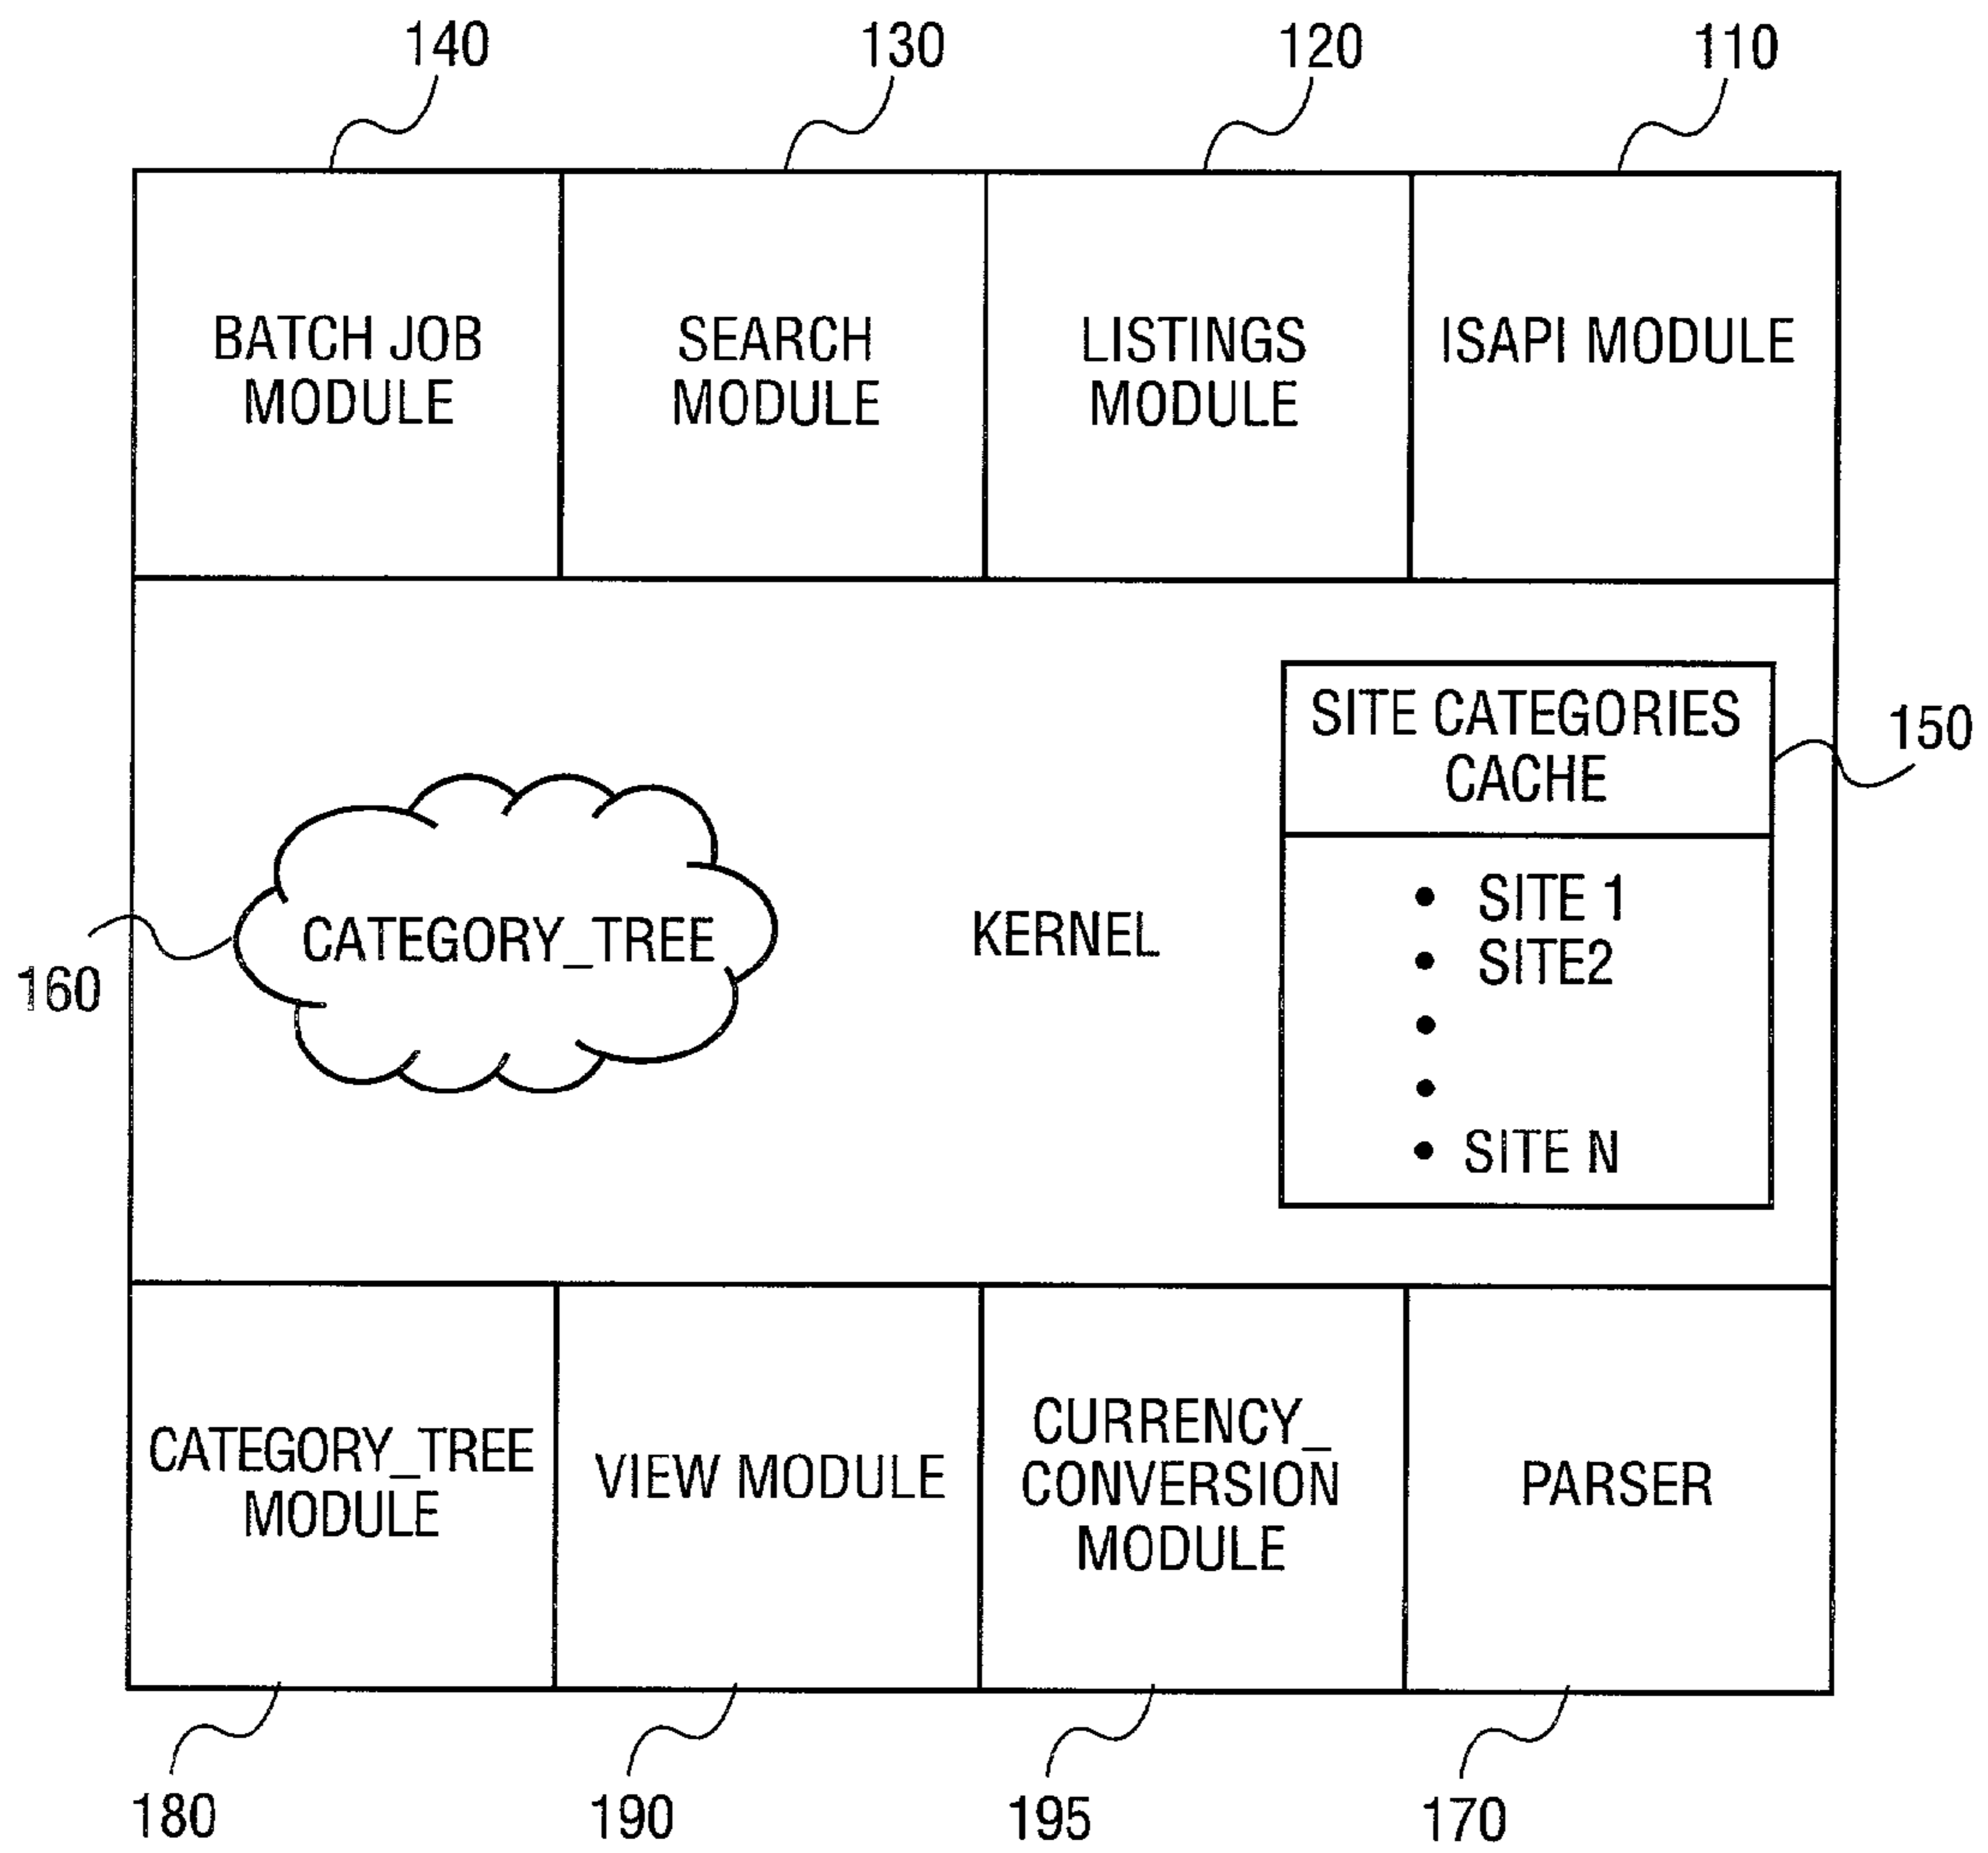 140 130 120 110
BATCH JOB
MODULE
SEARCH
MODULE
LISTINGS
MODULE
ISAPI MODULE
SITE CATEGORIES
CACHE
150
• SITE 1
• SITE2
•
•
• SITE N
CATEGORY_TREE
KERNEL
160
CATEGORY_TREE
MODULE
VIEW MODULE
CURRENCY_
CONVERSION
MODULE
PARSER
180 190 195 170